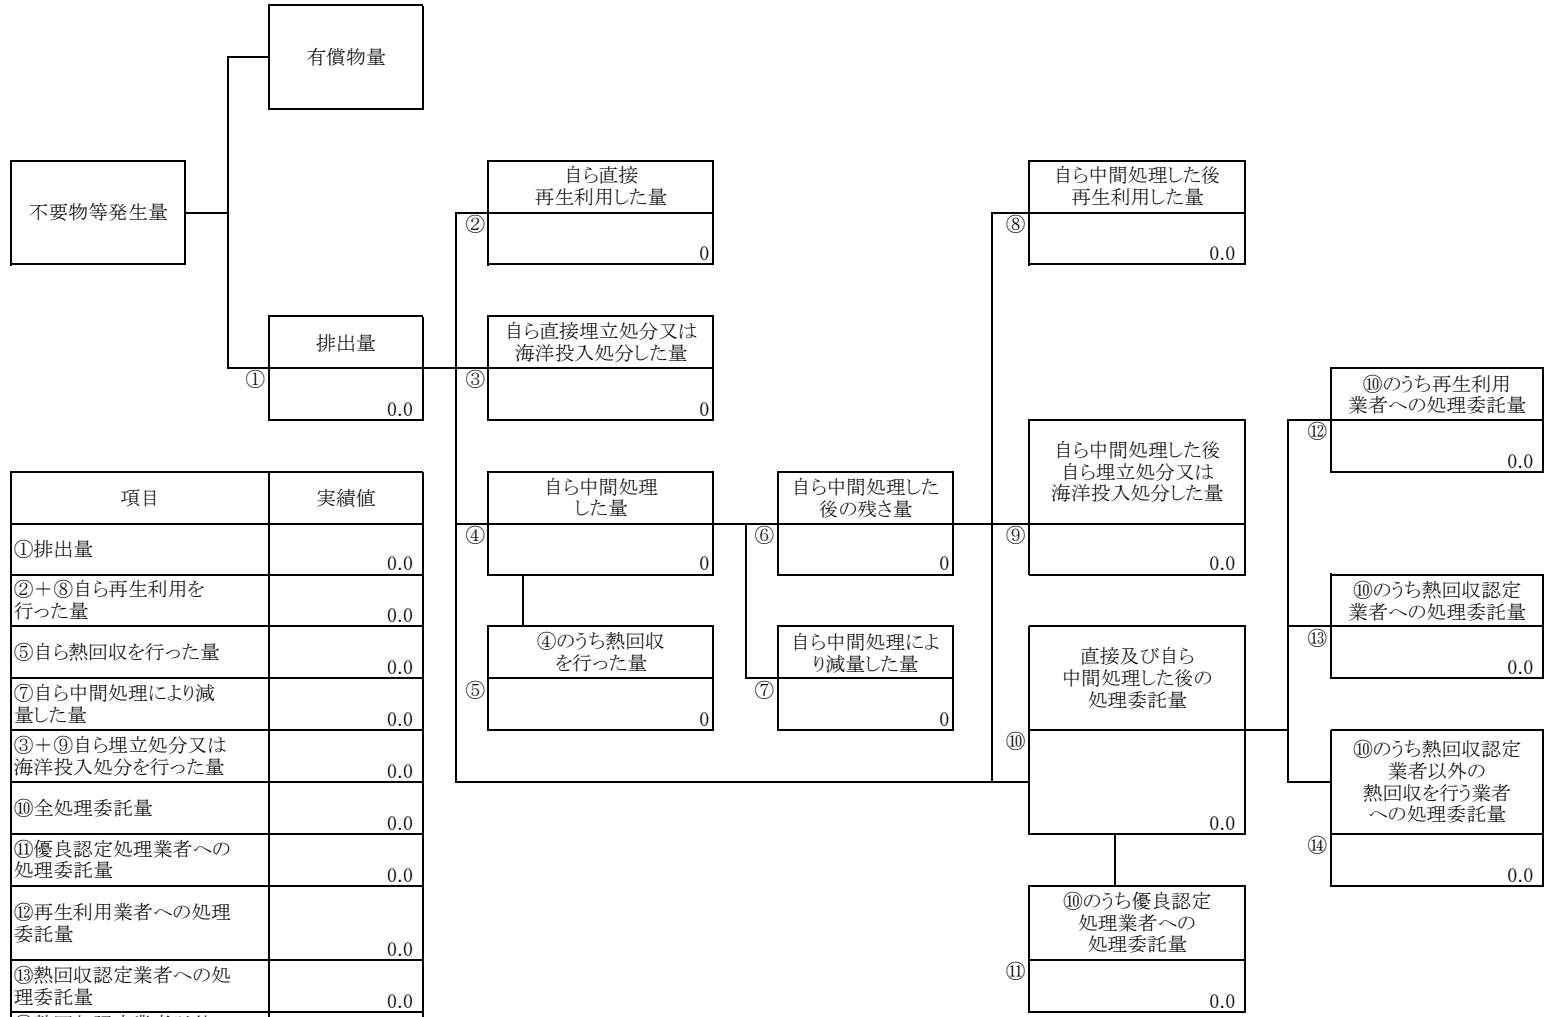 有償物量
不要物等発生量
排出量
①
0.0
自ら直接
再生利用した量
②
0
自ら直接埋立処分又は
海洋投入処分した量
③
0
自ら中間処理
した量
④
0
④のうち熱回収
を行った量
⑤
0
自ら中間処理した
後の残さ量
⑥
0
自ら中間処理によ
り減量した量
⑦
0
自ら中間処理した後
再生利用した量
⑧
0.0
自ら中間処理した後
自ら埋立処分又は
海洋投入処分した量
⑨
0.0
直接及び自ら
中間処理した後の
処理委託量
⑩
0.0
⑩のうち優良認定
処理業者への
処理委託量
⑪
0.0
⑩のうち再生利用
業者への処理委託量
⑫
0.0
⑩のうち熱回収認定
業者への処理委託量
⑬
0.0
⑩のうち熱回収認定
業者以外の
熱回収を行う業者
への処理委託量
⑭
0.0
項目 実績値
①排出量
0.0
②＋⑧自ら再生利用を
行った量 0.0
⑤自ら熱回収を行った量
0.0
⑦自ら中間処理により減
量した量 0.0
③＋⑨自ら埋立処分又は
海洋投入処分を行った量 0.0
⑩全処理委託量
0.0
⑪優良認定処理業者への
処理委託量 0.0
⑫再生利用業者への処理
委託量
0.0
⑬熱回収認定業者への処
理委託量 0.0